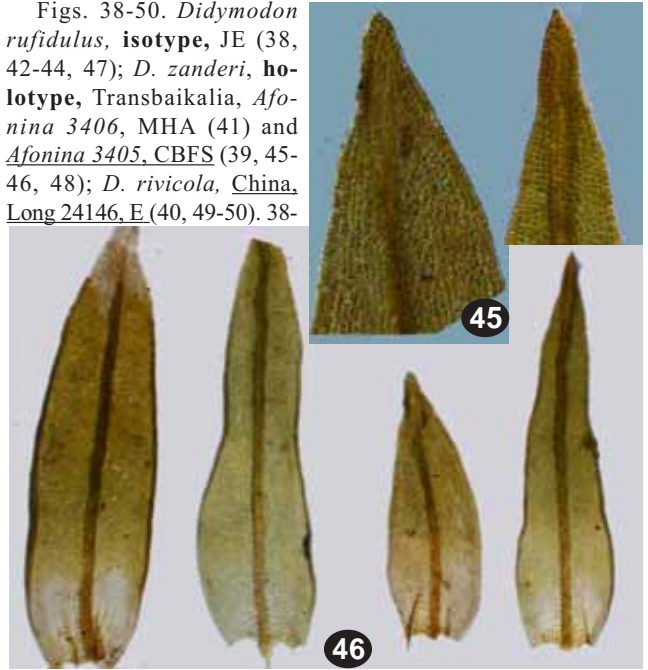 Figs. 38-50. Didymodon
rufidulus, isotype, JE (38,
42-44, 47); D. zanderi, ho-
lotype, Transbaikalia, Afo-
nina 3406, MHA (41) and
Afonina 3405, CBFS (39, 45-
46, 48); D. rivicola, China,
Long 24146, E (40, 49-50). 38-
45
46